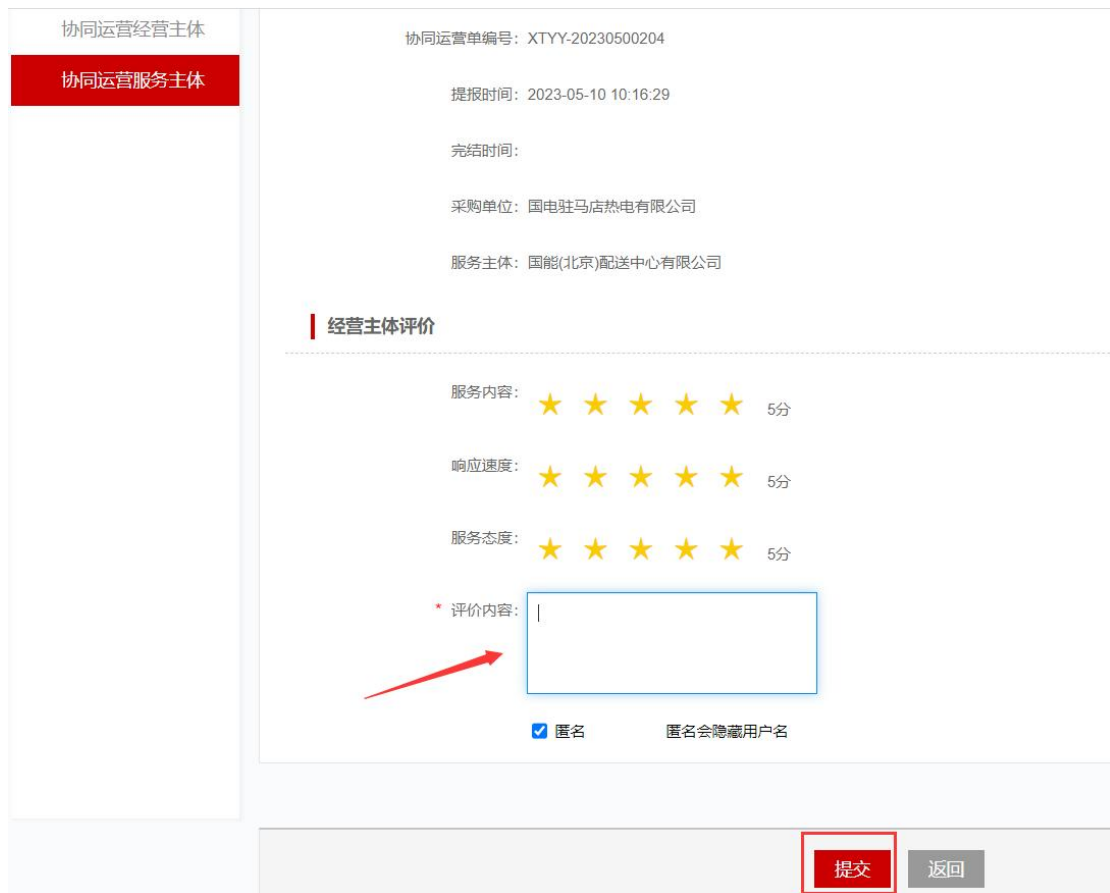 协同运营经营主体
协同运营服务主体
协同运营单编号：XTYY-20230500204
提报时间：2023-05-10 10:16:29
完结时间：
采购单位：国电驻马店热电有限公司
服务主体：国能(北京)配送中心有限公司
经营主体评价
服务内容： 5分
响应速度： 5分
服务态度： 5分
* 评价内容：
匿名 匿名会隐藏用户名
提交 返回